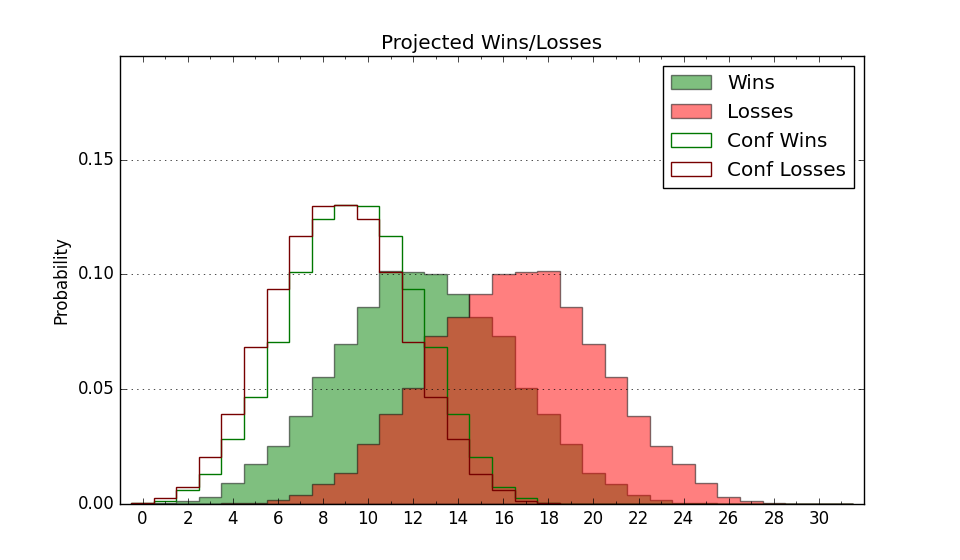 Projected Wins/Losses
Wins
Losses
Conf Wins
Conf Losses
Probability
0.15
0.10
0.05
0.00
0 2 4 6 8 10 12 14 16 18 20 22 24 26 28 30